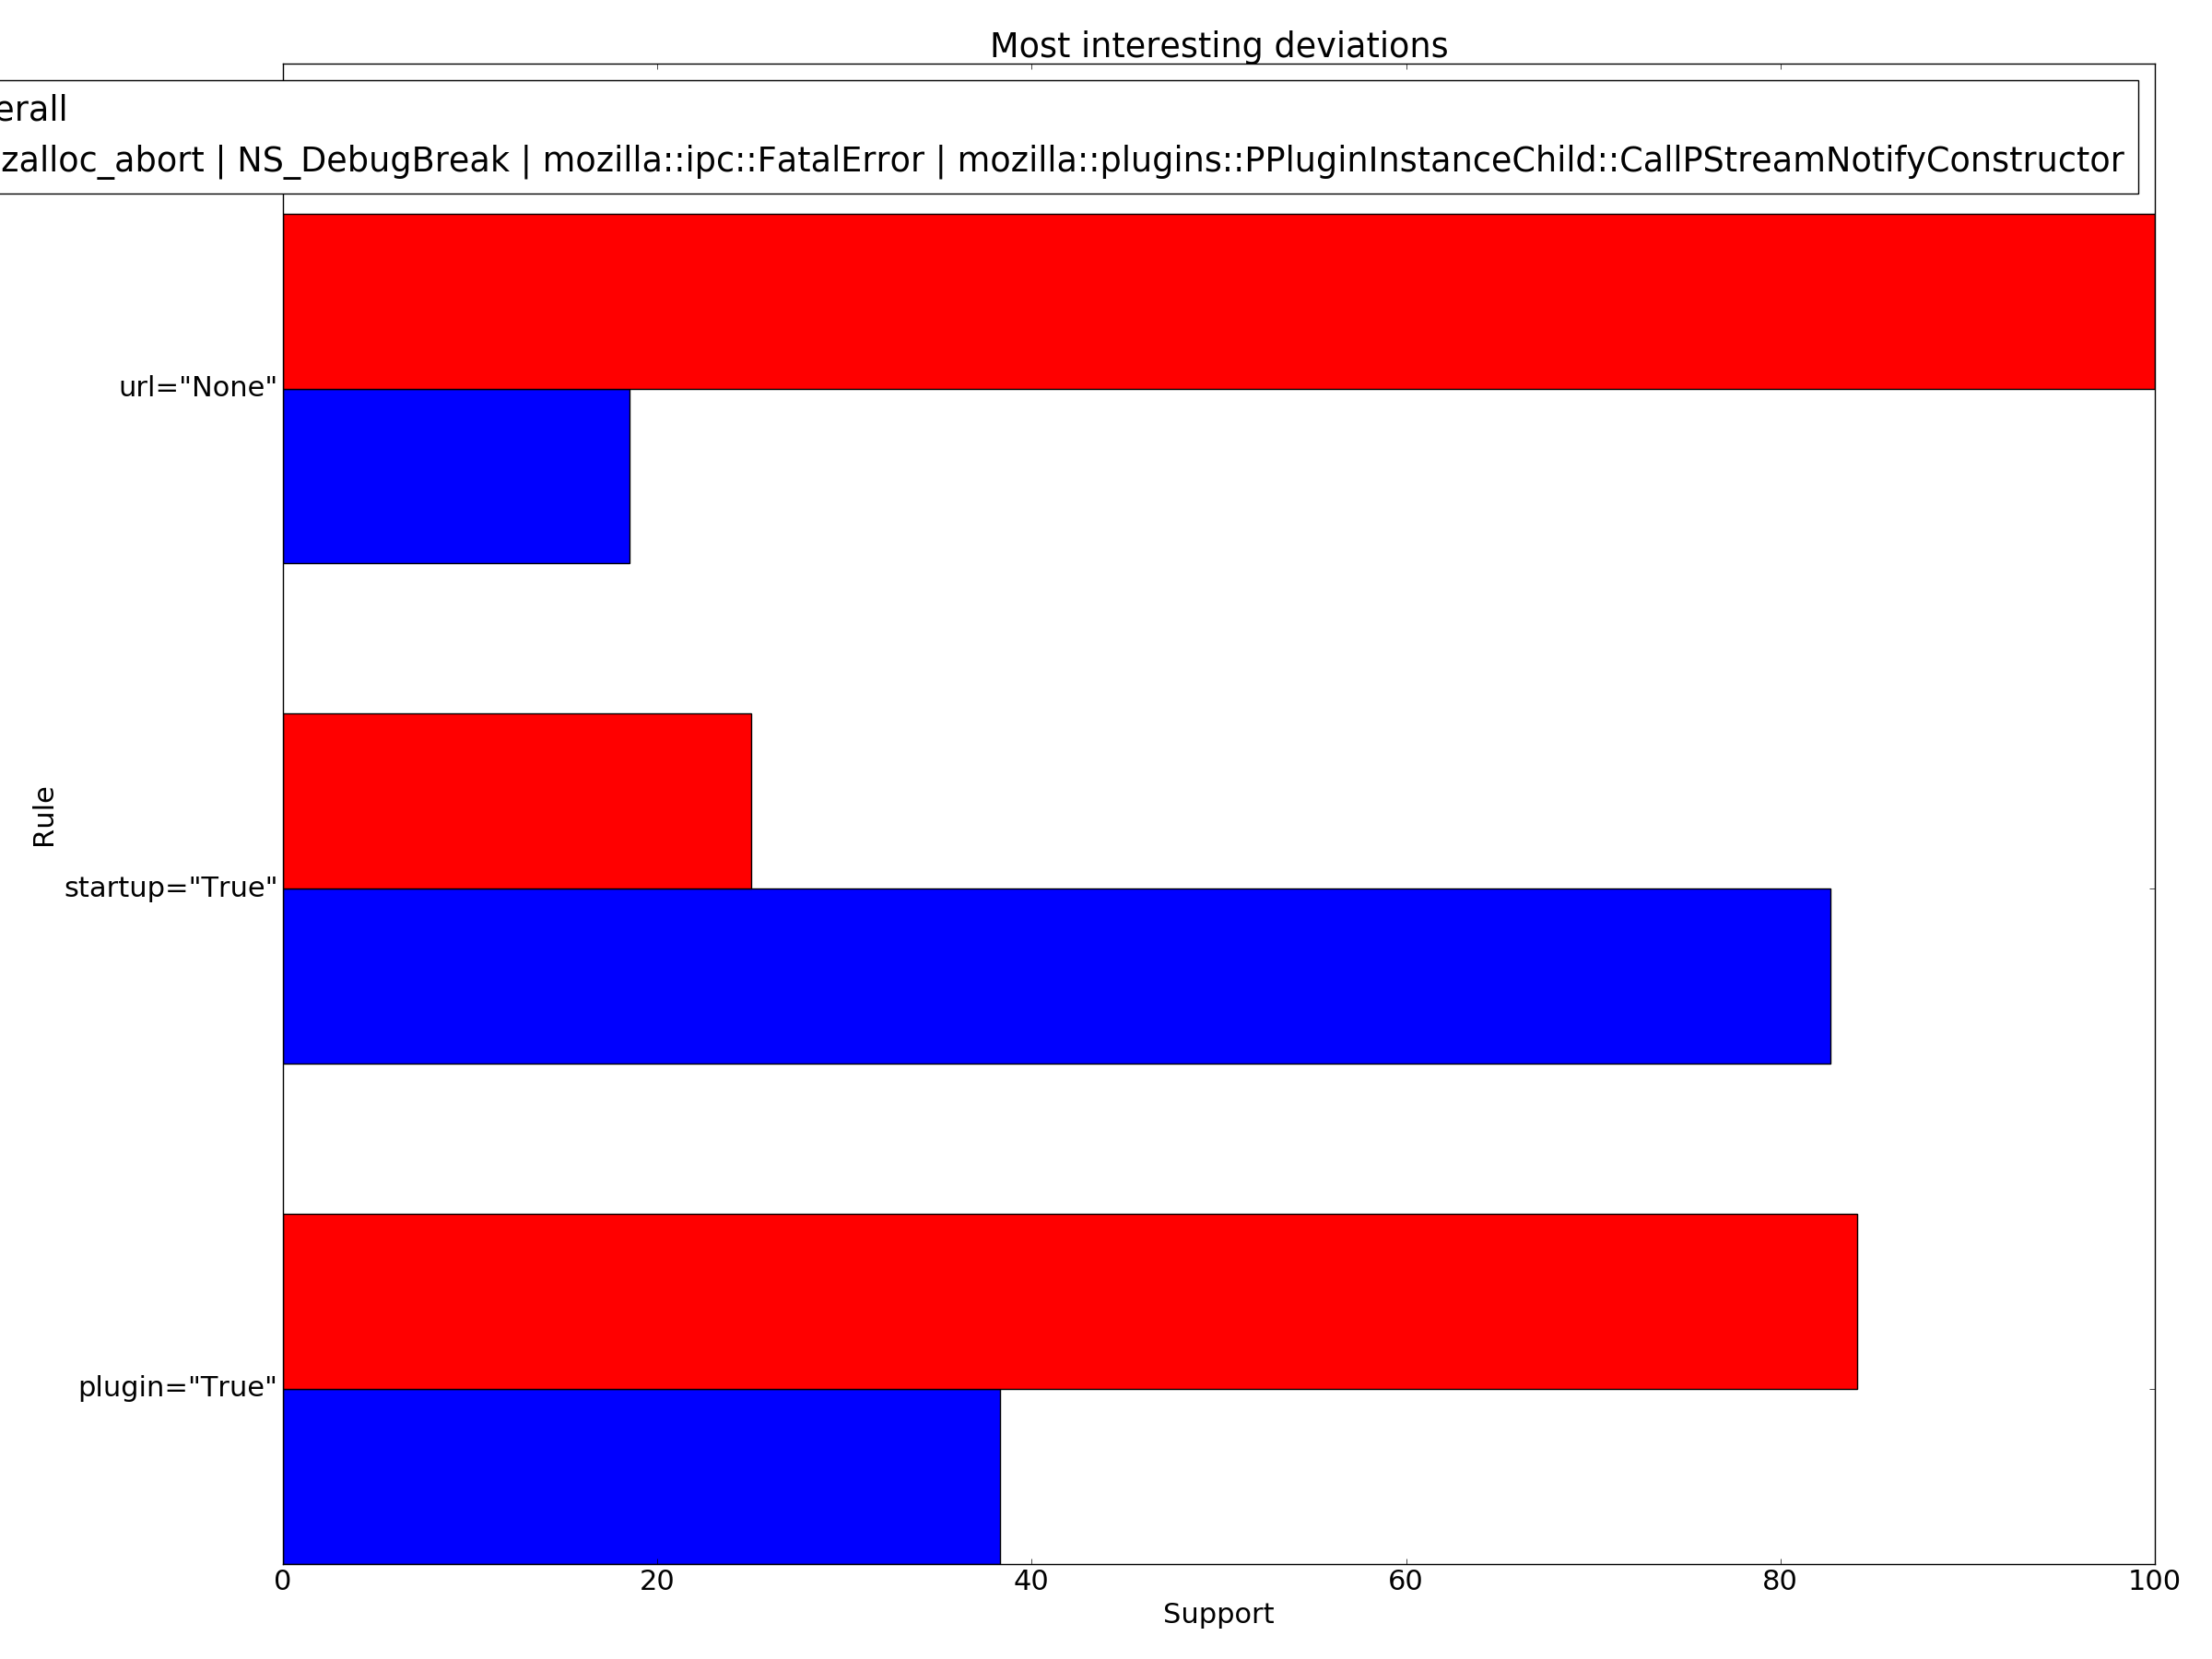 Most interesting deviations
erall
zalloc_abort | NS_DebugBreak | mozilla::ipc::FatalError | mozilla::plugins::PPluginInstanceChild::CallPStreamNotifyConstructor
url="None"
startup="True"
plugin="True"
Rule
0 20 40 60 80 100
Support